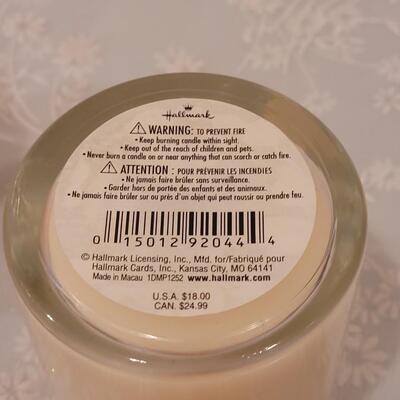 Hallmark
WARNING: TO PREVENT FIRE
• Keep burning candle within sight.
• Keep out of the reach of children and pets.
• Never burn a candle on or near anything that can scorch or catch fire.
ATTENTION : POUR PRÉVENIR LES INCENDIES
• Ne jamais faire brûler sans surveillance.
• Garder hors de portée des enfants et des animaux.
• Ne jamais faire brûler sur ou près d'un objet qui peut roussir ou prendre feu.
0 15012 92044 4
© Hallmark Licensing, Inc., Mfd. for/Fabriqué pour
Hallmark Cards, Inc., Kansas City, MO 64141
Made in Macau 1DMP1252 www.hallmark.com
U.S.A. $18.00
CAN. $24.99